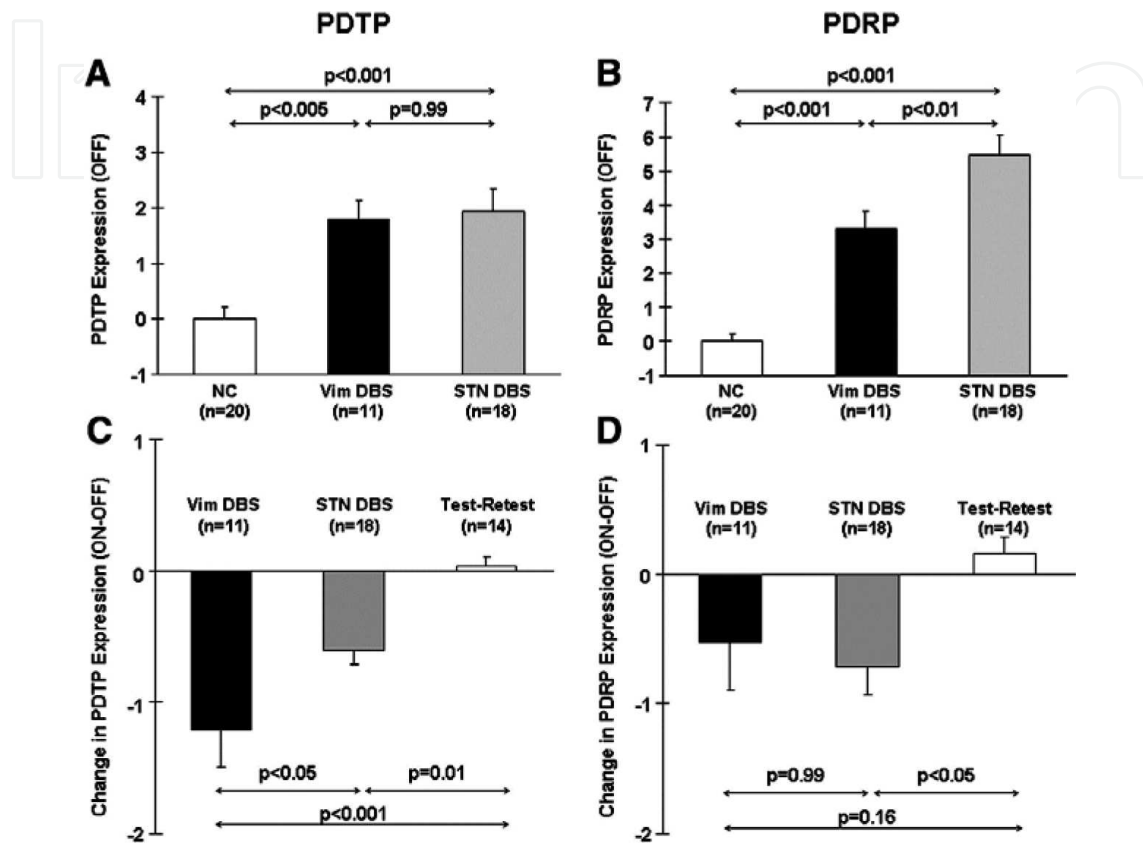 PDTP
PDRP
A
p<0.001
p<0.005
p=0.99
PDTP Expression (OFF)
4
3
2
1
0
-1
NC
(n=20)
Vim DBS
(n=11)
STN DBS
(n=18)
B
p<0.001
p<0.001
p<0.01
PDRP Expression (OFF)
7
6
5
4
3
2
1
0
-1
NC
(n=20)
Vim DBS
(n=11)
STN DBS
(n=18)
C
Change in PDTP Expression (ON-OFF)
1
0
-1
-2
Vim DBS
(n=11)
STN DBS
(n=18)
Test-Retest
(n=14)
p<0.05
p=0.01
p<0.001
D
Change in PDRP Expression (ON-OFF)
1
0
-1
-2
Vim DBS
(n=11)
STN DBS
(n=18)
Test-Retest
(n=14)
p=0.99
p<0.05
p=0.16